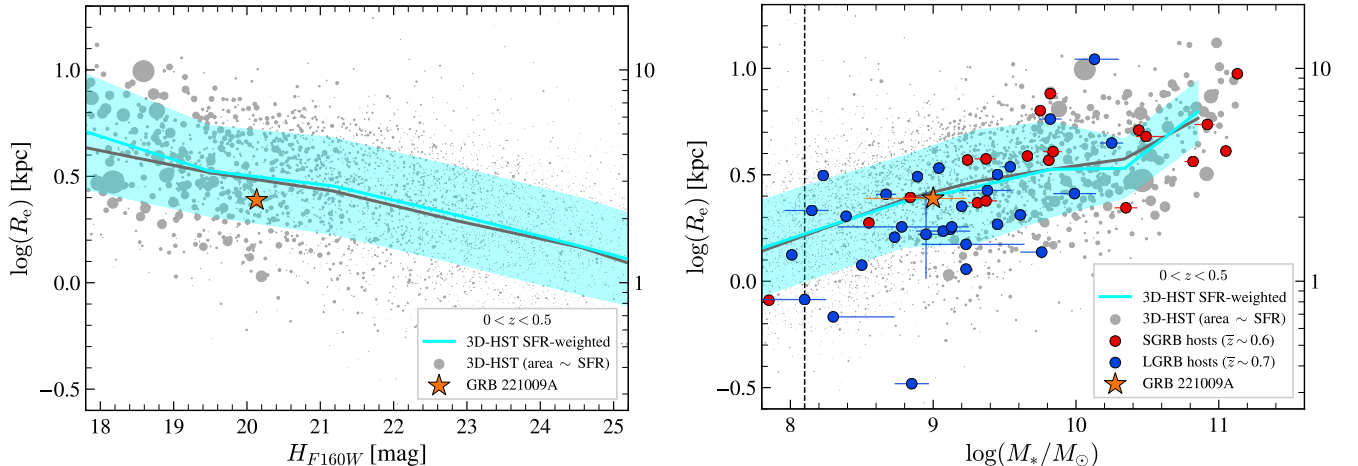 1.0
0.5
0.0
−0.5
log(Rₑ) [kpc]
10
1
18 19 20 21 22 23 24 25
H_F160W [mag]
0 < z < 0.5
3D-HST SFR-weighted
3D-HST (area ∼ SFR)
GRB 221009A
1.0
0.5
0.0
−0.5
log(Rₑ) [kpc]
10
1
8 9 10 11
log(M_*/M_⊙)
0 < z < 0.5
3D-HST SFR-weighted
3D-HST (area ∼ SFR)
SGRB hosts (z̅ ∼ 0.6)
LGRB hosts (z̅ ∼ 0.7)
GRB 221009A